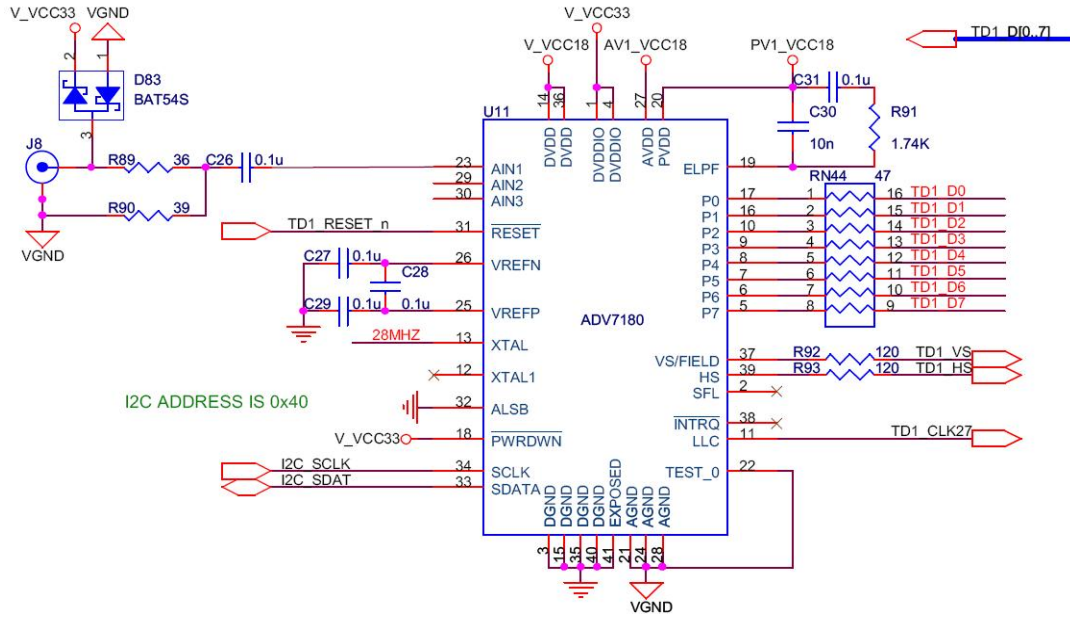 V_VCC33 VGND V_VCC33 TD1_D[0..7]
V_VCC18 AV1_VCC18 PV1_VCC18
2 1 D83 C31 0.1u
BAT54S 14 36 1 4 27 20 C30 R91
U11 10n 1.74K
3 DVDD DVDD DVDDIO DVDDIO AVDD PVDD
J8 R89 36 C26 0.1u 23 AIN1 ELPF 19
29 AIN2 RN44 47
R90 39 30 AIN3 P0 17 1 16 TD1_D0
P1 16 2 15 TD1_D1
TD1_RESET_n 31 RESET P2 10 3 14 TD1_D2
VGND P3 9 4 13 TD1_D3
C27 0.1u 26 VREFN P4 8 5 12 TD1_D4
C28 P5 7 6 11 TD1_D5
P6 6 7 10 TD1_D6
C29 0.1u 0.1u 25 VREFP P7 5 8 9 TD1_D7
ADV7180
28MHZ 13 XTAL
VS/FIELD 37 R92 120 TD1_VS
12 XTAL1 HS 39 R93 120 TD1_HS
SFL 2
I2C ADDRESS IS 0x40 32 ALSB
INTRQ 38
V_VCC33 18 PWRDWN LLC 11 TD1_CLK27
I2C_SCLK 34 SCLK TEST_0 22
I2C_SDAT 33 SDATA
DGND DGND DGND DGND EXPOSED AGND AGND AGND
3 15 35 40 41 21 24 28
VGND